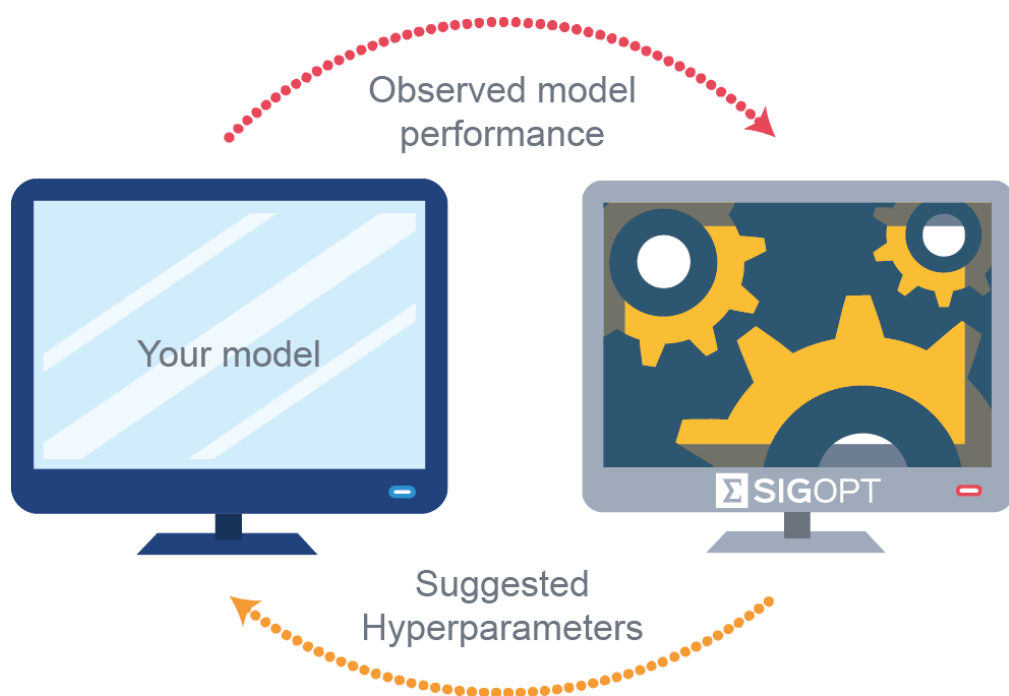 Observed model
performance
Your model
Σ SIGOPT
Suggested
Hyperparameters